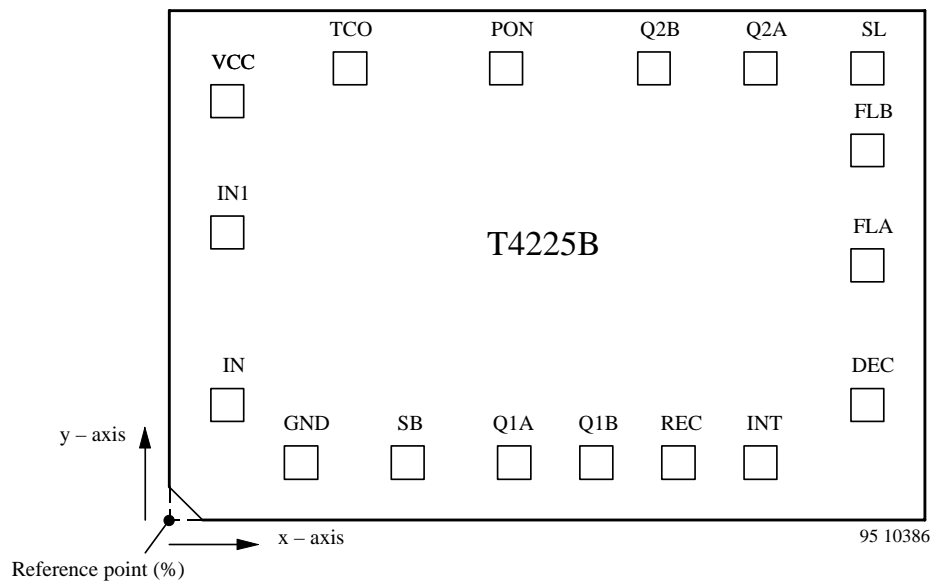 TCO PON Q2B Q2A SL
VCC
FLB
IN1
FLA
T4225B
IN DEC
GND SB Q1A Q1B REC INT
y – axis
x – axis 95 10386
Reference point (%)